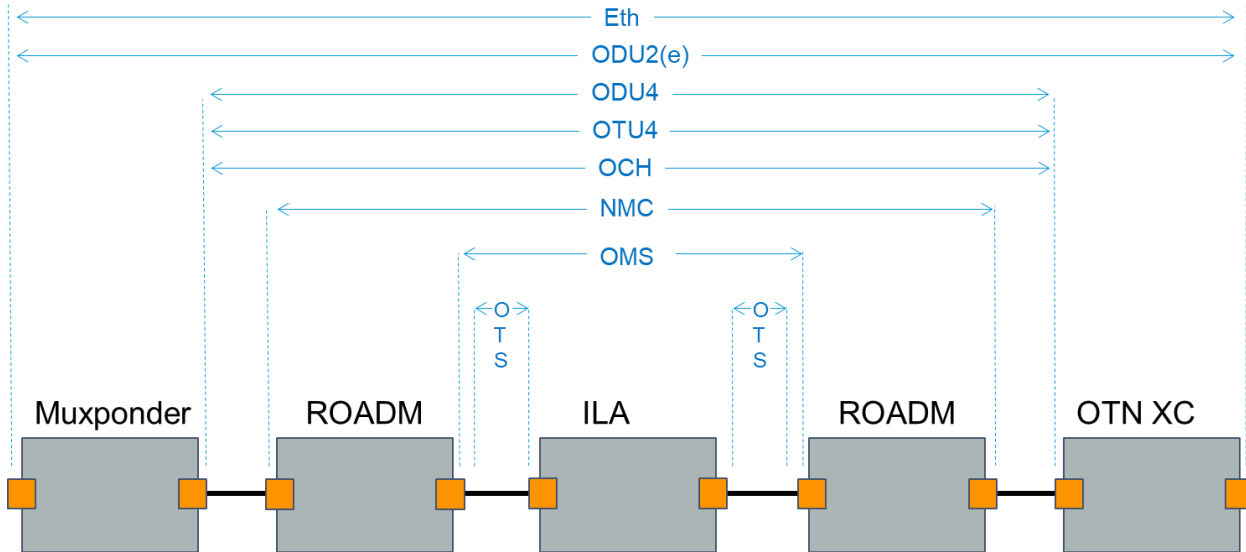 Eth
ODU2(e)
ODU4
OTU4
OCH
NMC
OMS
O
T
S
O
T
S
Muxponder
ROADM
ILA
ROADM
OTN XC